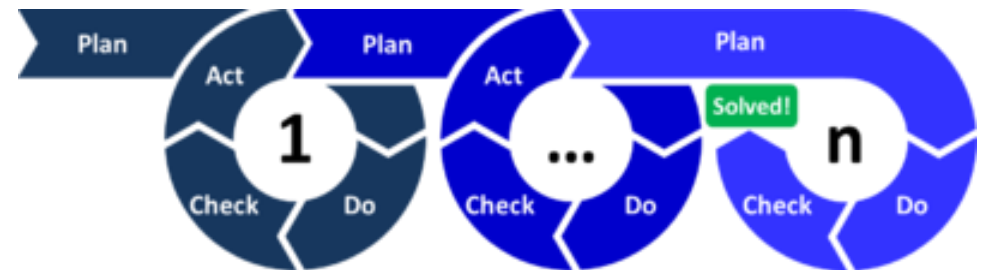 Plan
Act
1
Check
Do
Plan
Act
...
Check
Do
Plan
Solved!
n
Check
Do